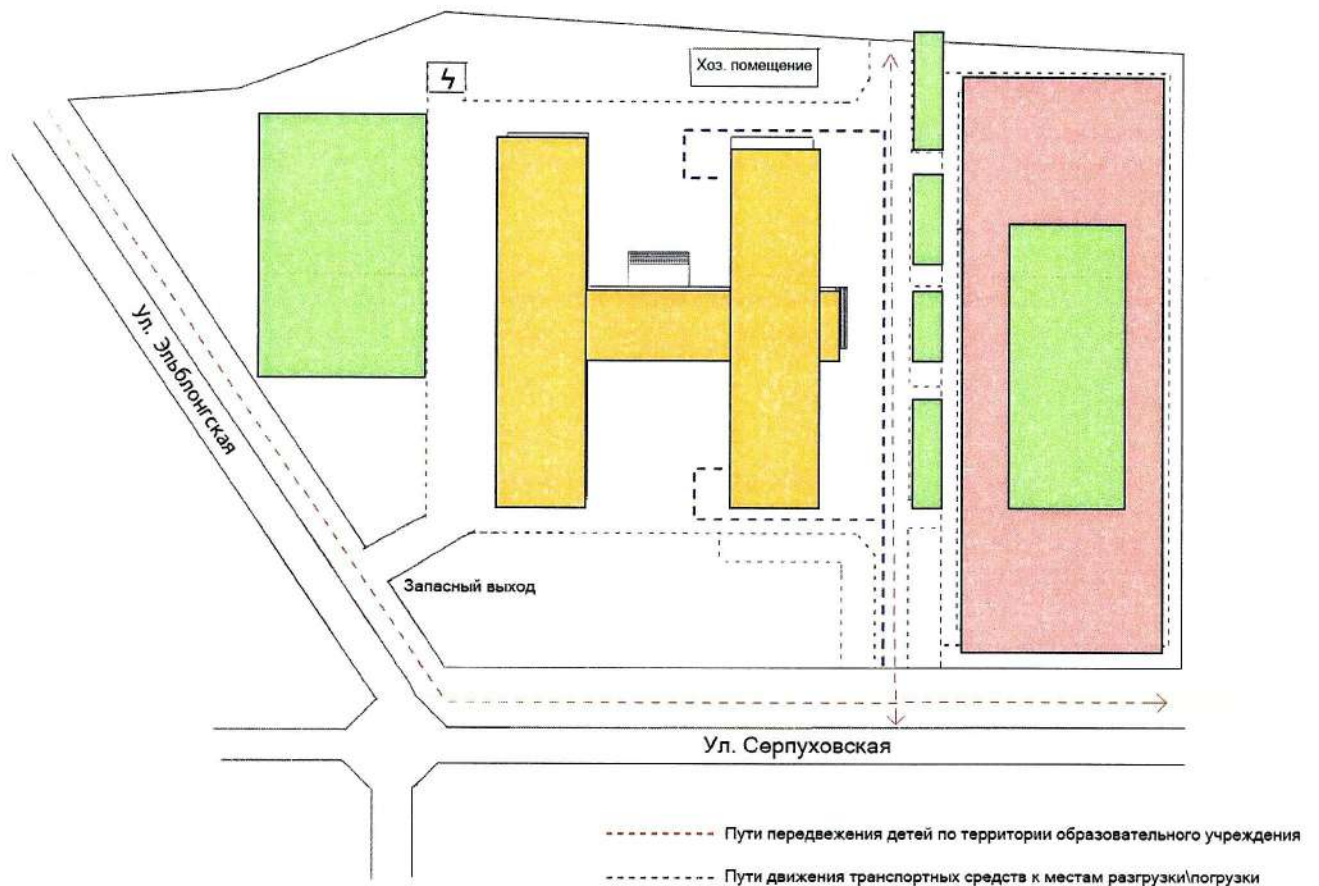 Хоз. помещение
Ул. Эльблонгская
Запасный выход
Ул. Серпуховская
Пути передвежения детей по территории образовательного учреждения
Пути движения транспортных средств к местам разгрузки\погрузки